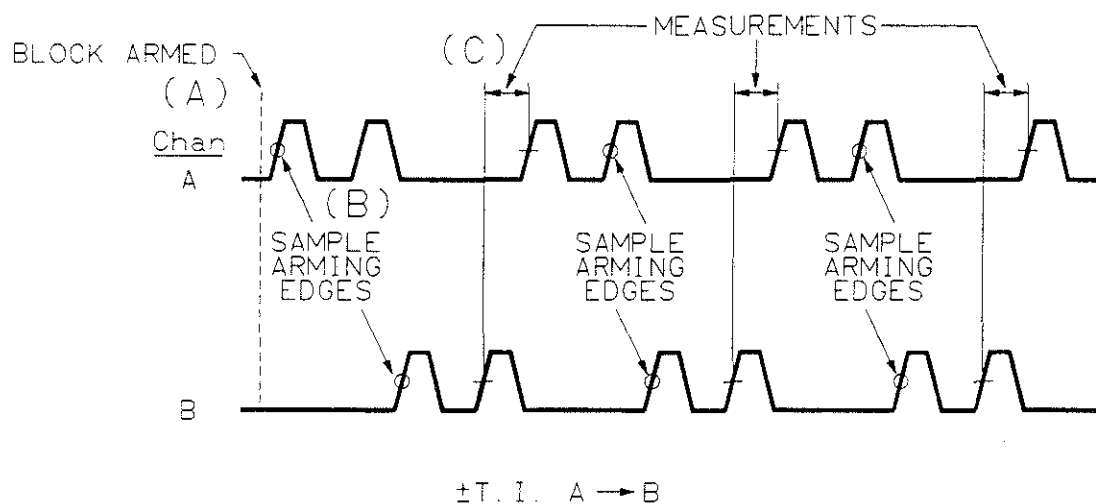 MEASUREMENTS
BLOCK ARMED
(C)
(A)
Chan
A
(B)
SAMPLE
ARMING
EDGES
SAMPLE
ARMING
EDGES
SAMPLE
ARMING
EDGES
B
±T.I. A → B